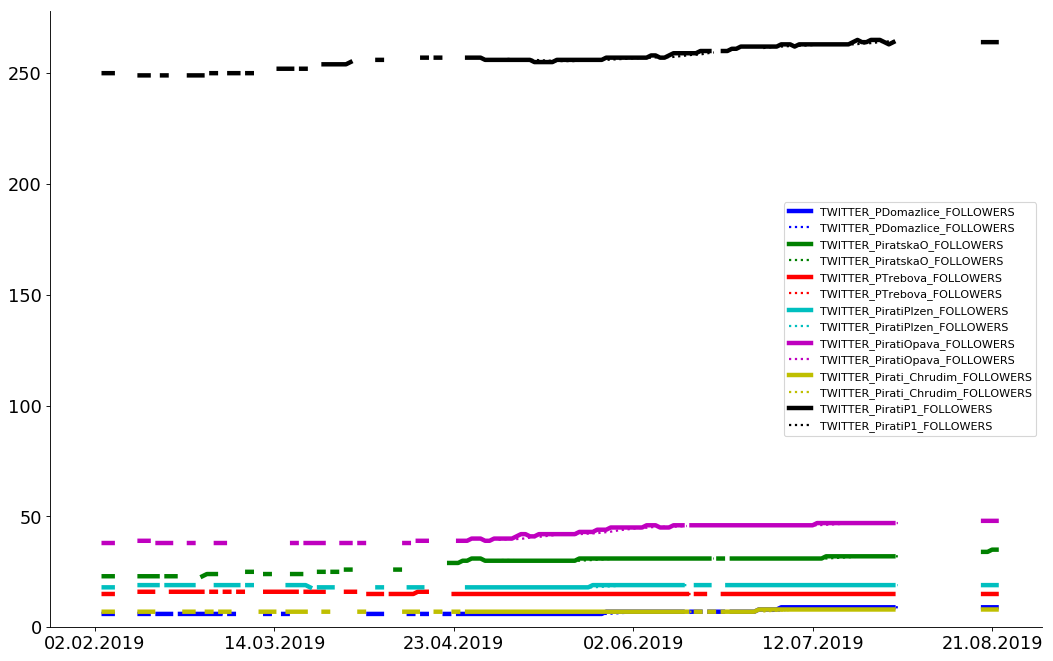 250
200
150
100
50
0
TWITTER_PDomazlice_FOLLOWERS
TWITTER_PDomazlice_FOLLOWERS
TWITTER_PiratskaO_FOLLOWERS
TWITTER_PiratskaO_FOLLOWERS
TWITTER_PTrebova_FOLLOWERS
TWITTER_PTrebova_FOLLOWERS
TWITTER_PiratiPlzen_FOLLOWERS
TWITTER_PiratiPlzen_FOLLOWERS
TWITTER_PiratiOpava_FOLLOWERS
TWITTER_PiratiOpava_FOLLOWERS
TWITTER_Pirati_Chrudim_FOLLOWERS
TWITTER_Pirati_Chrudim_FOLLOWERS
TWITTER_PiratiP1_FOLLOWERS
TWITTER_PiratiP1_FOLLOWERS
02.02.2019 14.03.2019 23.04.2019 02.06.2019 12.07.2019 21.08.2019